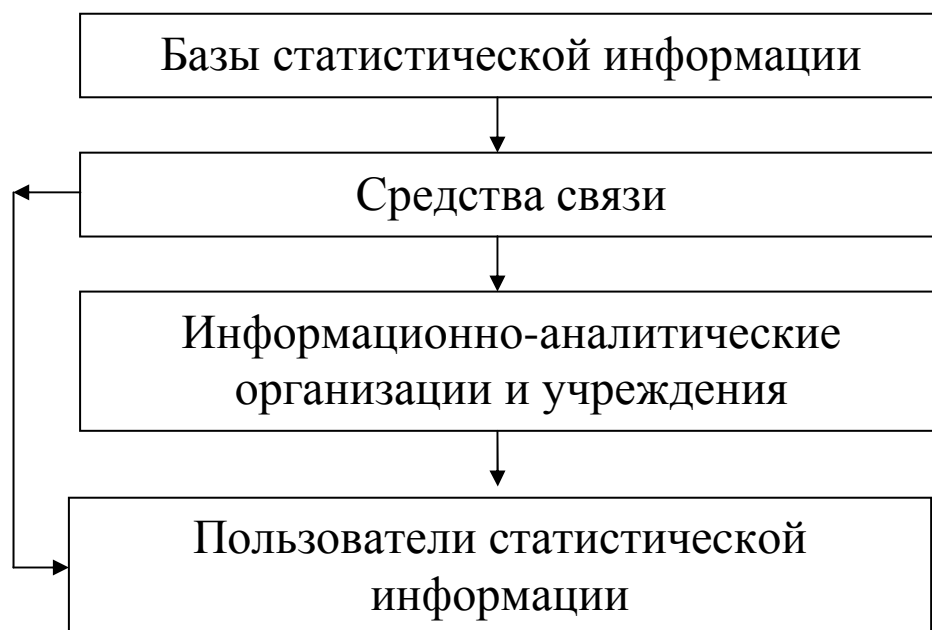 Базы статистической информации
Средства связи
Информационно-аналитические
организации и учреждения
Пользователи статистической
информации